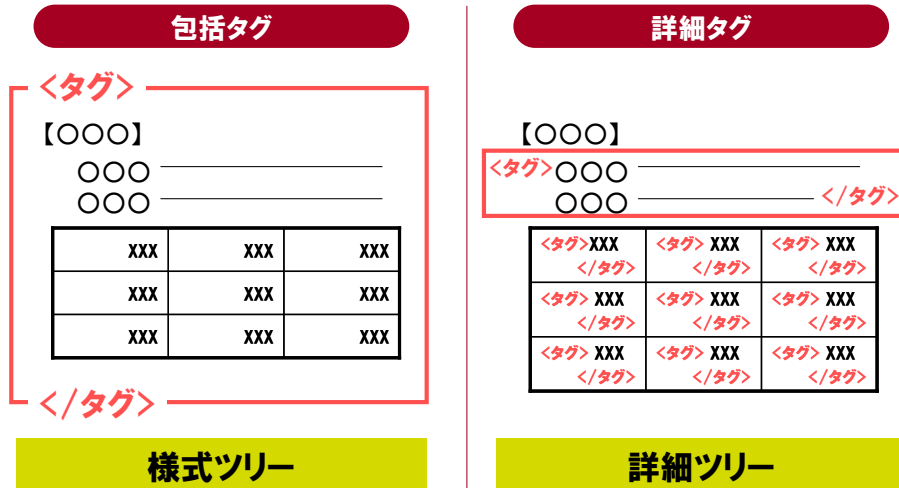 包括タグ
<タグ>
【〇〇〇】
〇〇〇
〇〇〇
XXX XXX XXX
XXX XXX XXX
XXX XXX XXX
</タグ>
様式ツリー
詳細タグ
【〇〇〇】
<タグ>〇〇〇
〇〇〇 </タグ>
<タグ>XXX <タグ> XXX <タグ> XXX
</タグ> </タグ> </タグ>
<タグ> XXX <タグ> XXX <タグ> XXX
</タグ> </タグ> </タグ>
<タグ> XXX <タグ> XXX <タグ> XXX
</タグ> </タグ> </タグ>
詳細ツリー